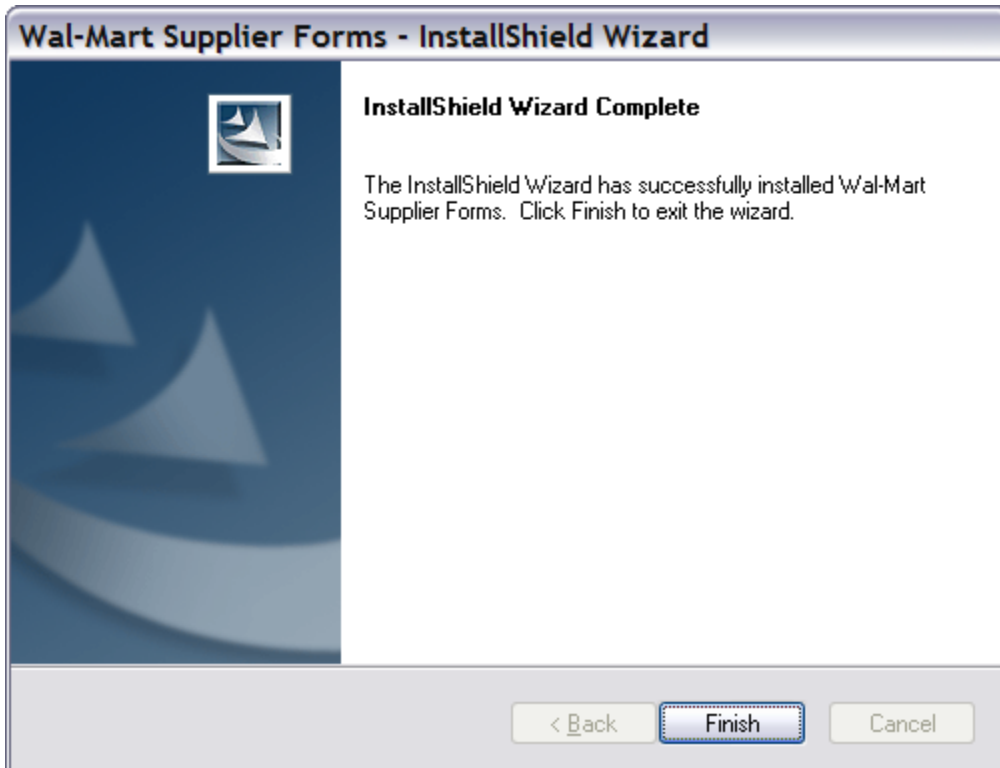 Wal-Mart Supplier Forms - InstallShield Wizard
InstallShield Wizard Complete
The InstallShield Wizard has successfully installed Wal-Mart
Supplier Forms.  Click Finish to exit the wizard.
< Back
Finish
Cancel